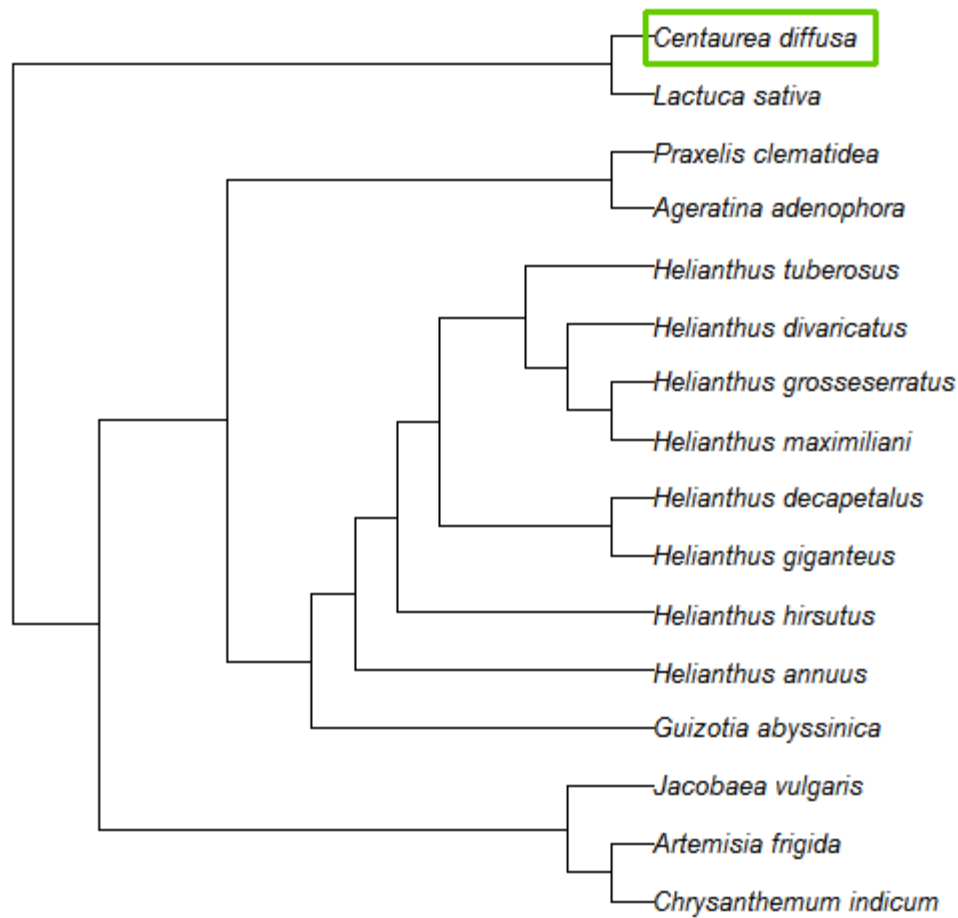 Centaurea diffusa
Lactuca sativa
Praxelis clematidea
Ageratina adenophora
Helianthus tuberosus
Helianthus divaricatus
Helianthus grosseserratus
Helianthus maximiliani
Helianthus decapetalus
Helianthus giganteus
Helianthus hirsutus
Helianthus annuus
Guizotia abyssinica
Jacobaea vulgaris
Artemisia frigida
Chrysanthemum indicum